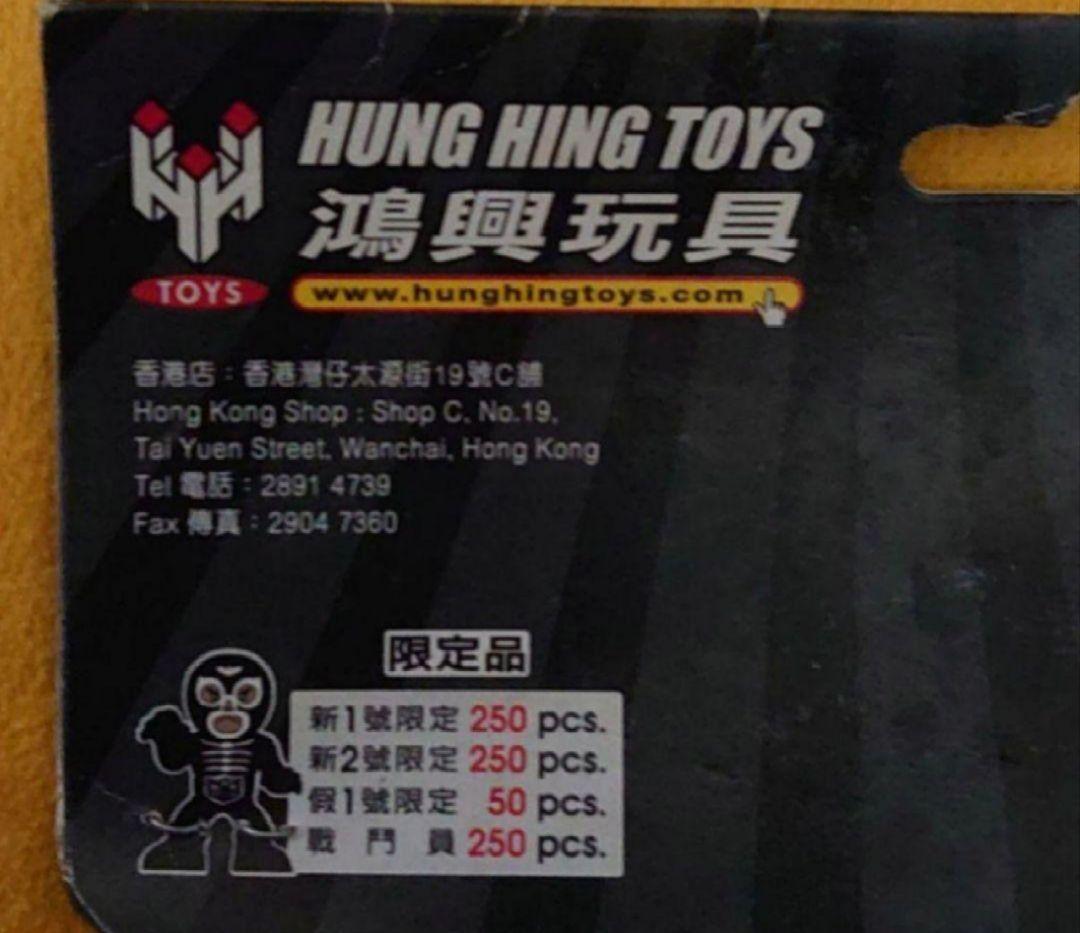 HUNG HING TOYS
鴻興玩具
TOYS
www.hunghingtoys.com
香港店：香港灣仔太源街19號C舖
Hong Kong Shop : Shop C, No.19,
Tai Yuen Street, Wanchai, Hong Kong
Tel 電話：2891 4739
Fax 傳真：2904 7360
限定品
新1號限定 250 pcs.
新2號限定 250 pcs.
假1號限定 50 pcs.
戰鬥員 250 pcs.